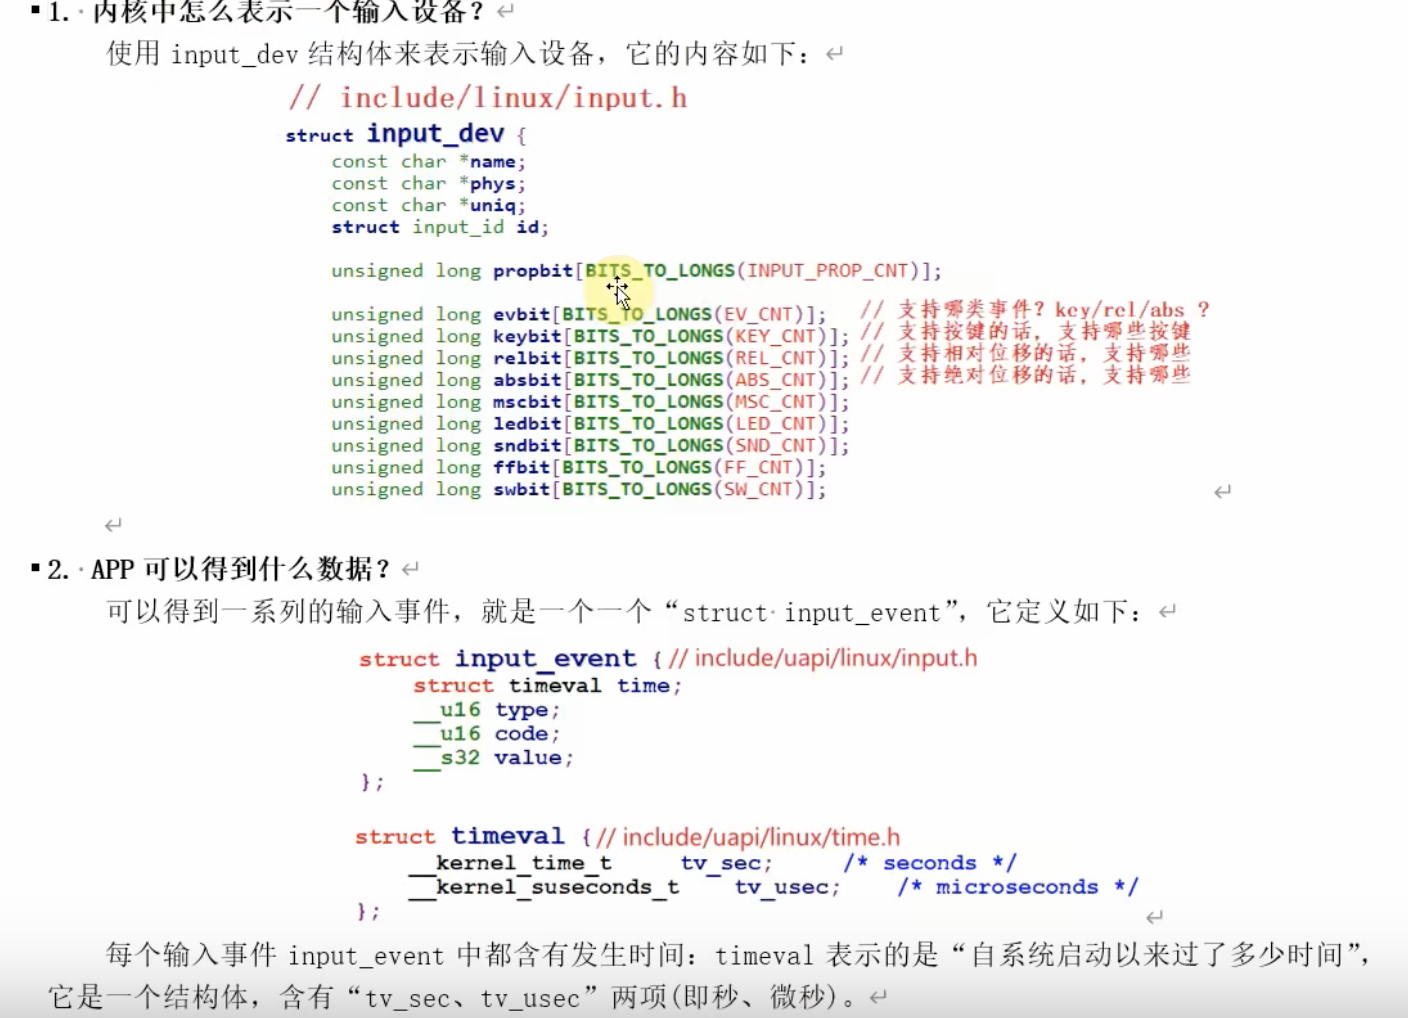 1. 内核中怎么表示一个输入设备？
使用 input_dev 结构体来表示输入设备，它的内容如下：
// include/linux/input.h
struct input_dev {
const char *name;
const char *phys;
const char *uniq;
struct input_id id;
unsigned long propbit[BITS_TO_LONGS(INPUT_PROP_CNT)];
unsigned long evbit[BITS_TO_LONGS(EV_CNT)]; // 支持哪类事件? key/rel/abs ?
unsigned long keybit[BITS_TO_LONGS(KEY_CNT)]; // 支持按键的话, 支持哪些按键
unsigned long relbit[BITS_TO_LONGS(REL_CNT)]; // 支持相对位移的话, 支持哪些
unsigned long absbit[BITS_TO_LONGS(ABS_CNT)]; // 支持绝对位移的话, 支持哪些
unsigned long mscbit[BITS_TO_LONGS(MSC_CNT)];
unsigned long ledbit[BITS_TO_LONGS(LED_CNT)];
unsigned long sndbit[BITS_TO_LONGS(SND_CNT)];
unsigned long ffbit[BITS_TO_LONGS(FF_CNT)];
unsigned long swbit[BITS_TO_LONGS(SW_CNT)];
2. APP 可以得到什么数据？
可以得到一系列的输入事件，就是一个一个“struct input_event”，它定义如下：
struct input_event { // include/uapi/linux/input.h
struct timeval time;
__u16 type;
__u16 code;
__s32 value;
};
struct timeval { // include/uapi/linux/time.h
__kernel_time_t tv_sec; /* seconds */
__kernel_suseconds_t tv_usec; /* microseconds */
};
每个输入事件 input_event 中都含有发生时间：timeval 表示的是“自系统启动以来过了多少时间”，
它是一个结构体，含有“tv_sec、tv_usec”两项(即秒、微秒)。